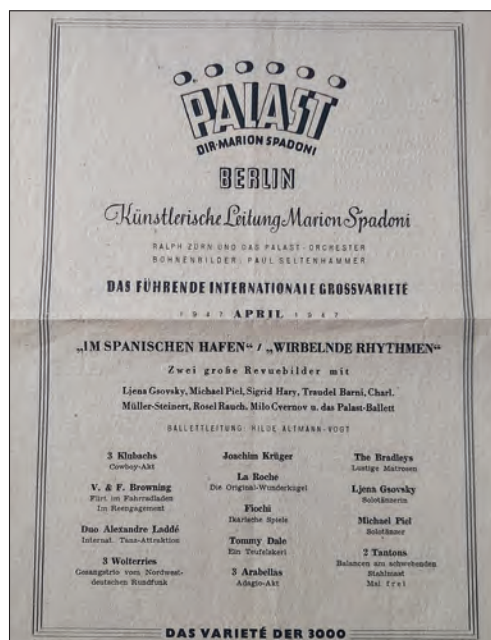 PALAST
DIR·MARION SPADONI
BERLIN
Künstlerische Leitung Marion Spadoni
RALPH ZÜRN UND DAS PALAST-ORCHESTER
BÜHNENBILDER: PAUL SELTENHAMMER
DAS FÜHRENDE INTERNATIONALE GROSSVARIETÉ
1947 APRIL 1947
„IM SPANISCHEN HAFEN“ / „WIRBELNDE RHYTHMEN“
Zwei große Revuebilder mit
Ljena Gsovsky, Michael Piel, Sigrid Hary, Traudel Barni, Charl.
Müller-Steinert, Rosel Rauch, Milo Cvernov u. das Palast-Ballett
BALLETTLEITUNG: HILDE ALTMANN-VOGT
3 Klubachs
Cowboy-Akt
V. & F. Browning
Flirt im Fahrradladen
Im Reengagement
Duo Alexandre Laddé
Internat. Tanz-Attraktion
3 Wolterries
Gesangstrio vom Nordwest-
deutschen Rundfunk
Joachim Krüger
La Roche
Die Original-Wunderkugel
Fiochi
Ikarische Spiele
Tommy Dale
Ein Teufelskerl
3 Arabellas
Adagio-Akt
The Bradleys
Lustige Matrosen
Ljena Gsovsky
Solotänzerin
Michael Piel
Solotänzer
2 Tantons
Balancen am schwebenden
Stahlmast
Mai frei
DAS VARIETÉ DER 3000